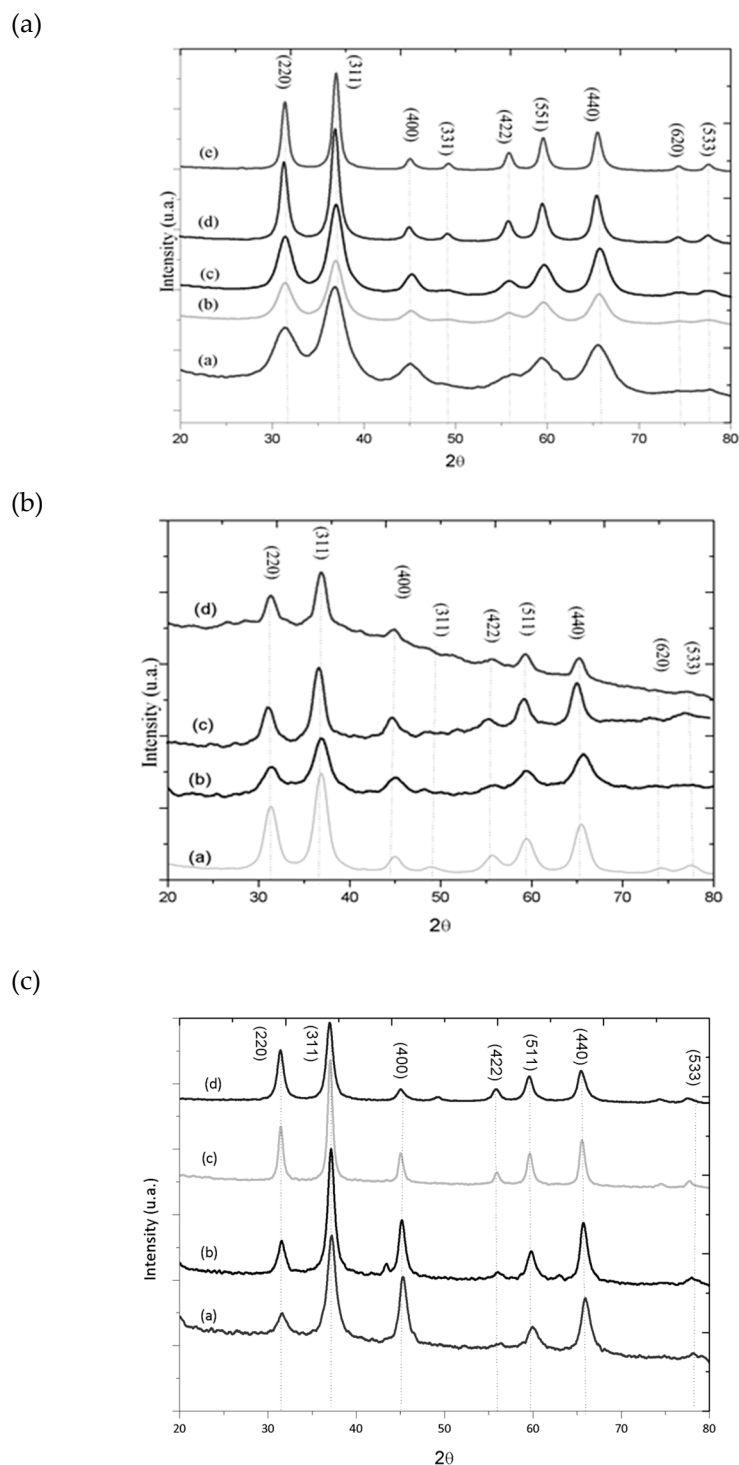 (a)
(220)
(311)
(400)
(331)
(422)
(551)
(440)
(620)
(533)
(e)
(d)
(c)
(b)
(a)
Intensity (u.a.)
20 30 40 50 60 70 80
2θ
(b)
(220)
(311)
(400)
(311)
(422)
(511)
(440)
(620)
(533)
(d)
(c)
(b)
(a)
Intensity (u.a.)
20 30 40 50 60 70 80
2θ
(c)
(220)
(311)
(400)
(422)
(511)
(440)
(533)
(d)
(c)
(b)
(a)
Intensity (u.a.)
20 30 40 50 60 70 80
2θ